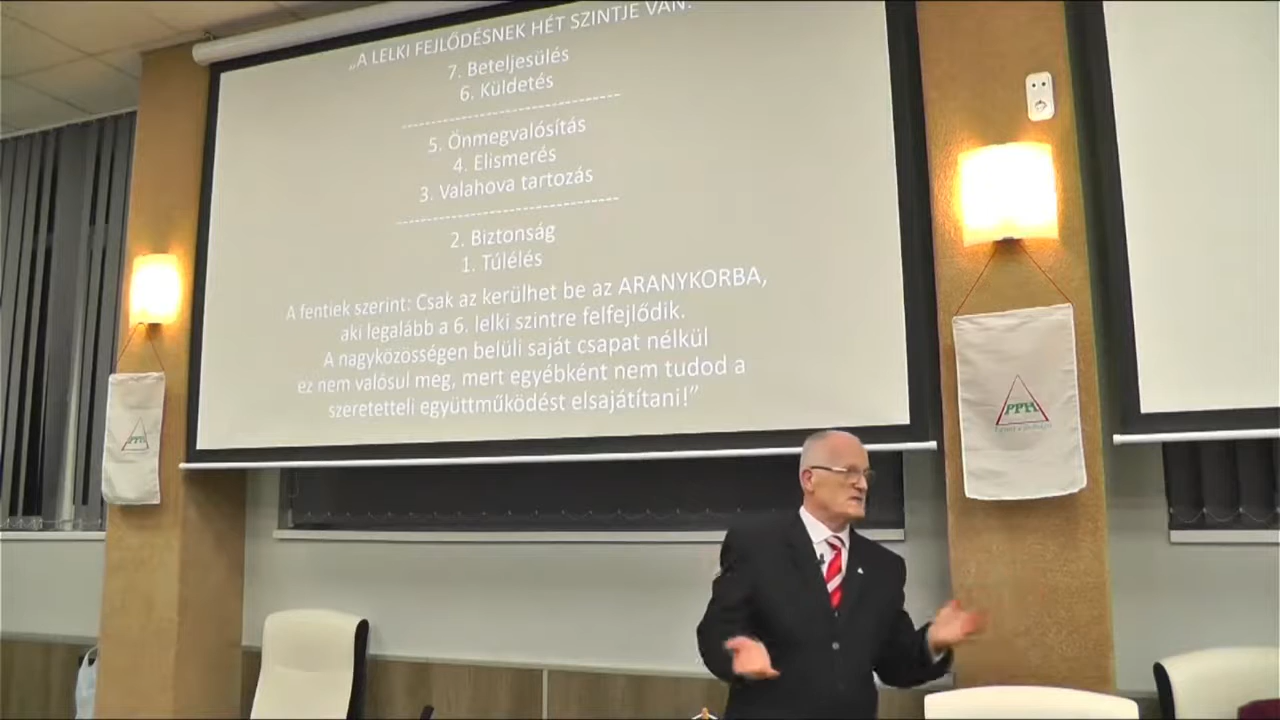 „A LELKI FEJLŐDÉSNEK HÉT SZINTJE VAN:
7. Beteljesülés
6. Küldetés
5. Önmegvalósítás
4. Elismerés
3. Valahova tartozás
2. Biztonság
1. Túlélés
A fentiek szerint: Csak az kerülhet be az ARANYKORBA,
aki legalább a 6. lelki szintre felfejlődik.
A nagyközösségen belüli saját csapat nélkül
ez nem valósul meg, mert egyébként nem tudod a
szeretetteli együttműködést elsajátítani!”
PPH
PPH